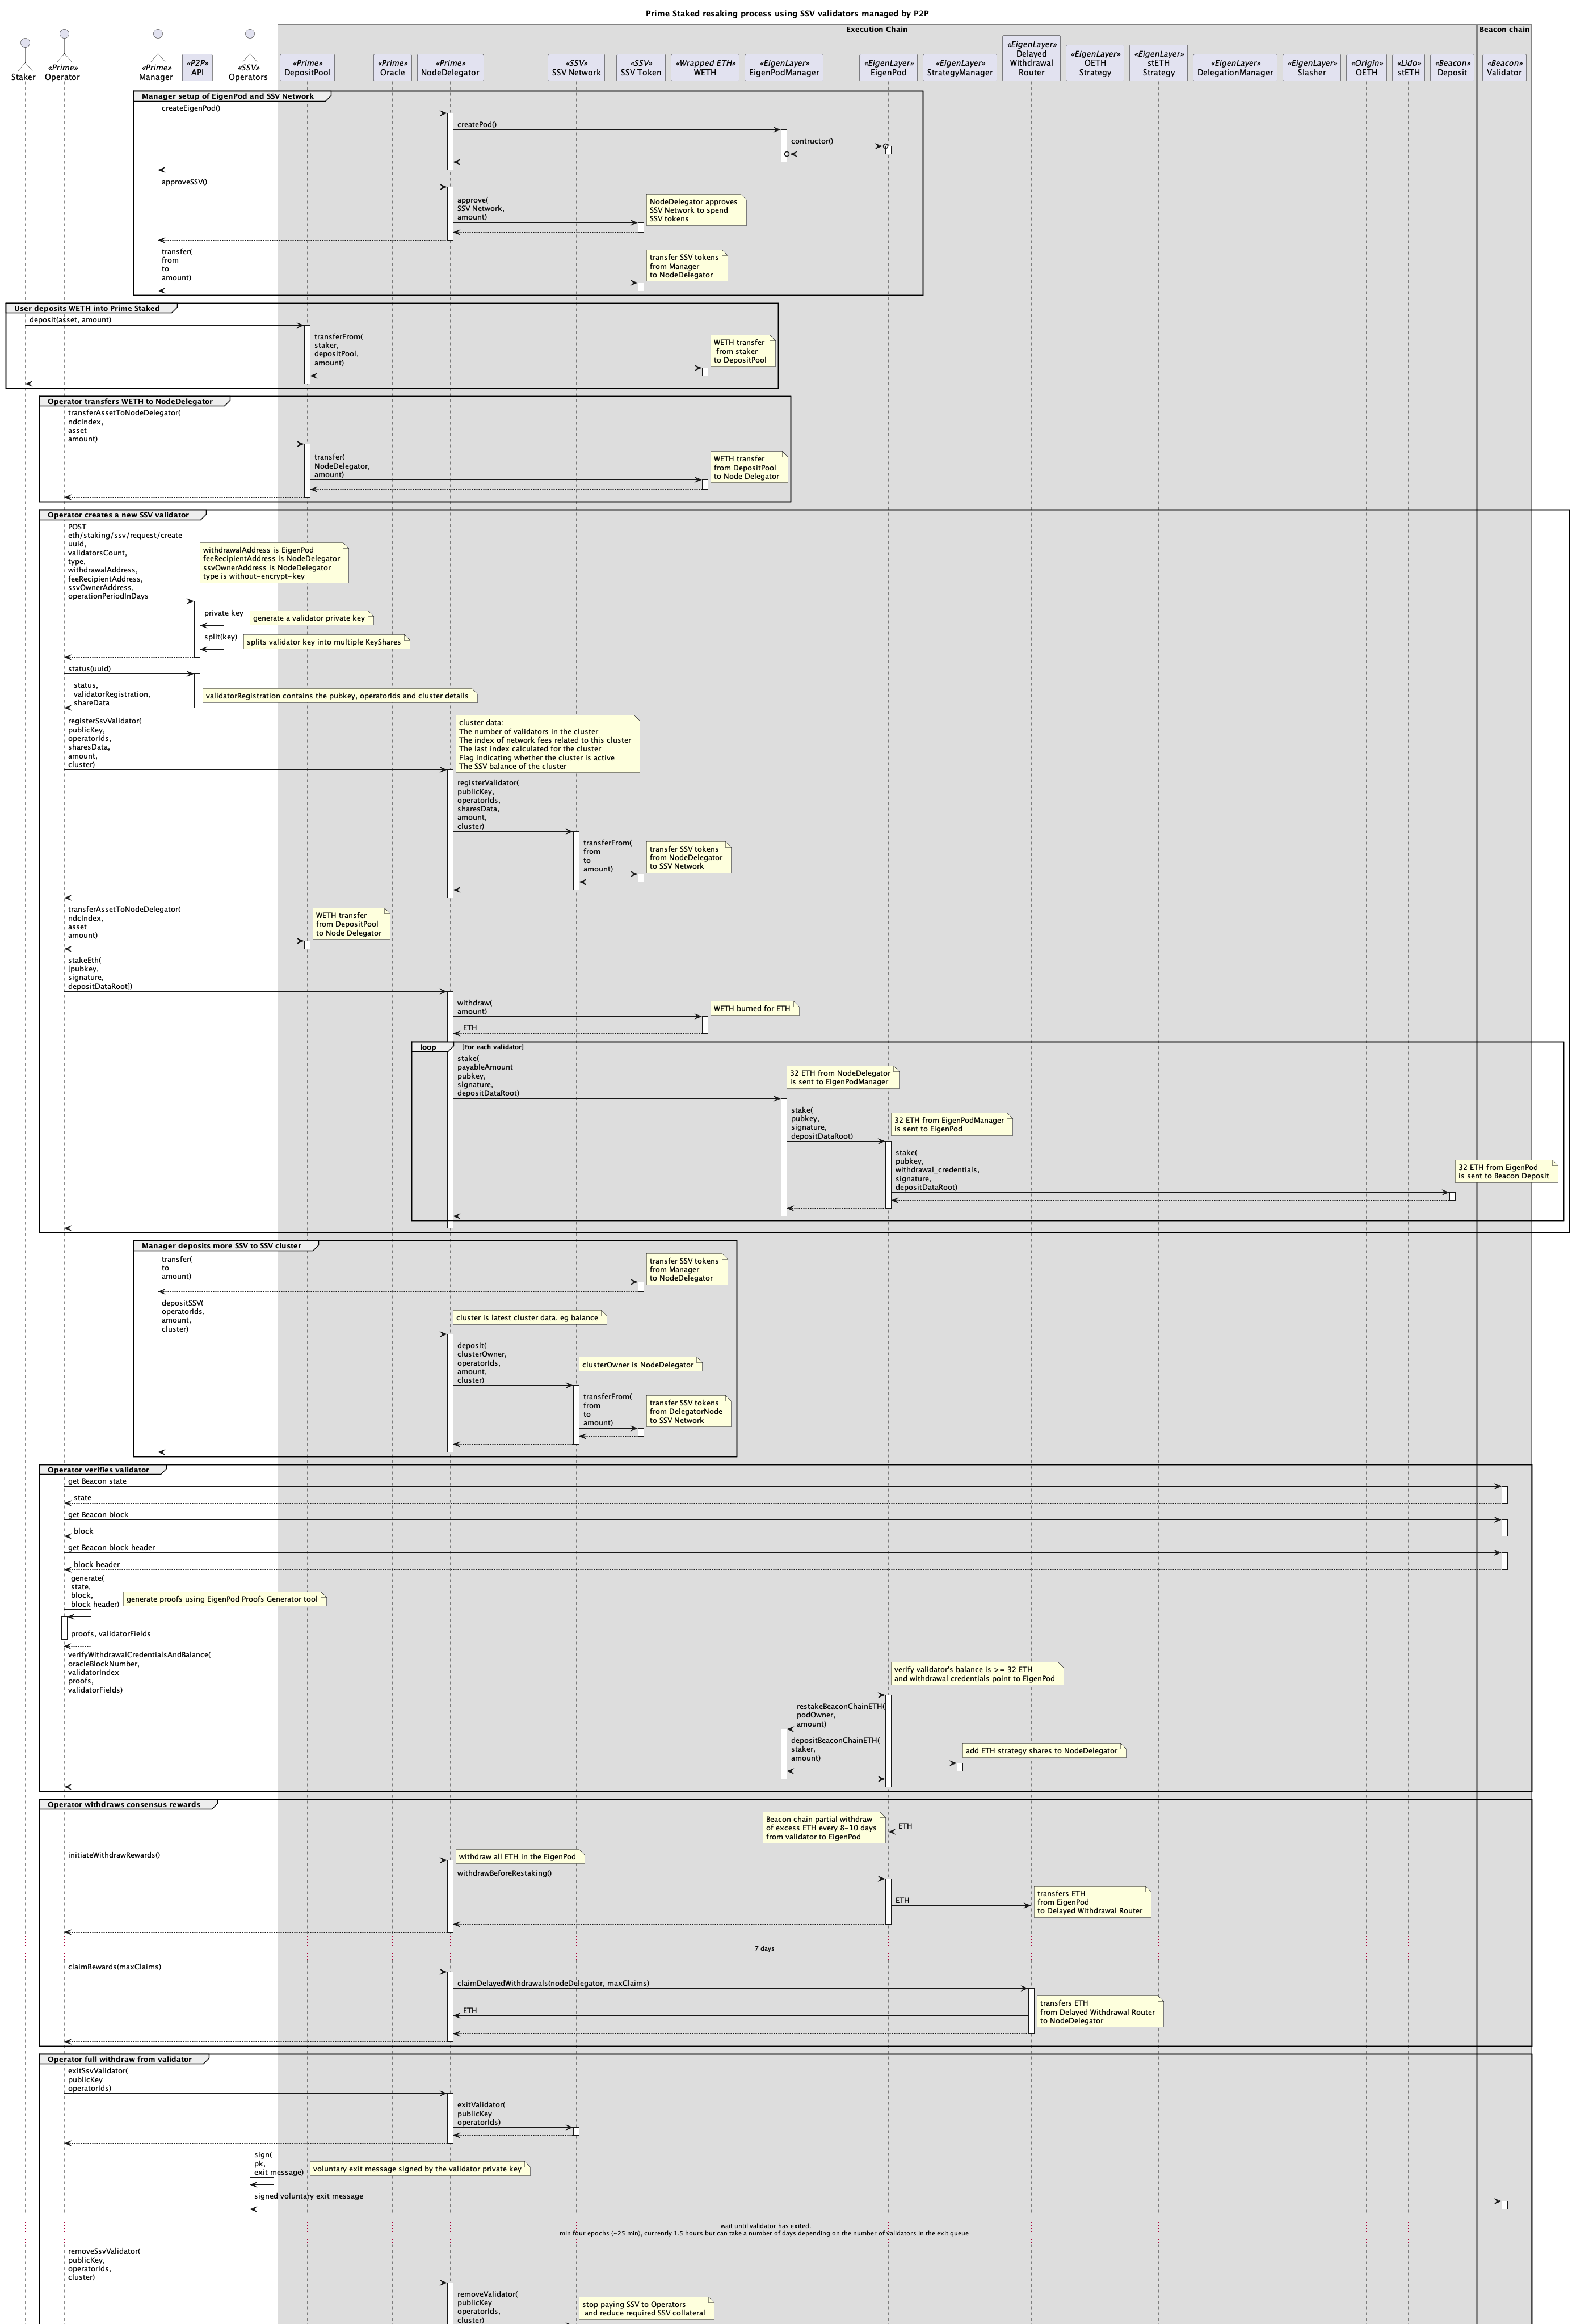 Prime Staked resaking process using SSV validators managed by P2P
Execution Chain
Beacon chain
Staker
«Prime»
Operator
«Prime»
Manager
«P2P»
API
«SSV»
Operators
«Prime»
DepositPool
«Prime»
Oracle
«Prime»
NodeDelegator
«SSV»
SSV Network
«SSV»
SSV Token
«Wrapped ETH»
WETH
«EigenLayer»
EigenPodManager
«EigenLayer»
EigenPod
«EigenLayer»
StrategyManager
«EigenLayer»
Delayed
Withdrawal
Router
«EigenLayer»
OETH
Strategy
«EigenLayer»
stETH
Strategy
«EigenLayer»
DelegationManager
«EigenLayer»
Slasher
«Origin»
OETH
«Lido»
stETH
«Beacon»
Deposit
«Beacon»
Validator
Manager setup of EigenPod and SSV Network
createEigenPod()
createPod()
contructor()
approveSSV()
approve(
SSV Network,
amount)
NodeDelegator approves
SSV Network to spend
SSV tokens
transfer(
from
to
amount)
transfer SSV tokens
from Manager
to NodeDelegator
User deposits WETH into Prime Staked
deposit(asset, amount)
transferFrom(
staker,
depositPool,
amount)
WETH transfer
from staker
to DepositPool
Operator transfers WETH to NodeDelegator
transferAssetToNodeDelegator(
ndcIndex,
asset
amount)
transfer(
NodeDelegator,
amount)
WETH transfer
from DepositPool
to Node Delegator
Operator creates a new SSV validator
POST
eth/staking/ssv/request/create
uuid,
validatorsCount,
type,
withdrawalAddress,
feeRecipientAddress,
ssvOwnerAddress,
operationPeriodInDays
withdrawalAddress is EigenPod
feeRecipientAddress is NodeDelegator
ssvOwnerAddress is NodeDelegator
type is without-encrypt-key
private key
generate a validator private key
split(key)
splits validator key into multiple KeyShares
status(uuid)
status,
validatorRegistration,
shareData
validatorRegistration contains the pubkey, operatorIds and cluster details
registerSsvValidator(
publicKey,
operatorIds,
sharesData,
amount,
cluster)
cluster data:
The number of validators in the cluster
The index of network fees related to this cluster
The last index calculated for the cluster
Flag indicating whether the cluster is active
The SSV balance of the cluster
registerValidator(
publicKey,
operatorIds,
sharesData,
amount,
cluster)
transferFrom(
from
to
amount)
transfer SSV tokens
from NodeDelegator
to SSV Network
transferAssetToNodeDelegator(
ndcIndex,
asset
amount)
WETH transfer
from DepositPool
to Node Delegator
stakeEth(
[pubkey,
signature,
depositDataRoot])
withdraw(
amount)
WETH burned for ETH
ETH
loop
[For each validator]
stake(
payableAmount
pubkey,
signature,
depositDataRoot)
32 ETH from NodeDelegator
is sent to EigenPodManager
stake(
pubkey,
signature,
depositDataRoot)
32 ETH from EigenPodManager
is sent to EigenPod
stake(
pubkey,
withdrawal_credentials,
signature,
depositDataRoot)
32 ETH from EigenPod
is sent to Beacon Deposit
Manager deposits more SSV to SSV cluster
transfer(
to
amount)
transfer SSV tokens
from Manager
to NodeDelegator
depositSSV(
operatorIds,
amount,
cluster)
cluster is latest cluster data. eg balance
deposit(
clusterOwner,
operatorIds,
amount,
cluster)
clusterOwner is NodeDelegator
transferFrom(
from
to
amount)
transfer SSV tokens
from DelegatorNode
to SSV Network
Operator verifies validator
get Beacon state
state
get Beacon block
block
get Beacon block header
block header
generate(
state,
block,
block header)
generate proofs using EigenPod Proofs Generator tool
proofs, validatorFields
verifyWithdrawalCredentialsAndBalance(
oracleBlockNumber,
validatorIndex
proofs,
validatorFields)
verify validator's balance is >= 32 ETH
and withdrawal credentials point to EigenPod
restakeBeaconChainETH(
podOwner,
amount)
depositBeaconChainETH(
staker,
amount)
add ETH strategy shares to NodeDelegator
Operator withdraws consensus rewards
Beacon chain partial withdraw
of excess ETH every 8-10 days
from validator to EigenPod
ETH
initiateWithdrawRewards()
withdraw all ETH in the EigenPod
withdrawBeforeRestaking()
ETH
transfers ETH
from EigenPod
to Delayed Withdrawal Router
7 days
claimRewards(maxClaims)
claimDelayedWithdrawals(nodeDelegator, maxClaims)
ETH
transfers ETH
from Delayed Withdrawal Router
to NodeDelegator
Operator full withdraw from validator
exitSsvValidator(
publicKey
operatorIds)
exitValidator(
publicKey
operatorIds)
sign(
pk,
exit message)
voluntary exit message signed by the validator private key
signed voluntary exit message
wait until validator has exited.
min four epochs (~25 min), currently 1.5 hours but can take a number of days depending on the number of validators in the exit queue
removeSsvValidator(
publicKey,
operatorIds,
cluster)
removeValidator(
publicKey
operatorIds,
cluster)
stop paying SSV to Operators
and reduce required SSV collateral